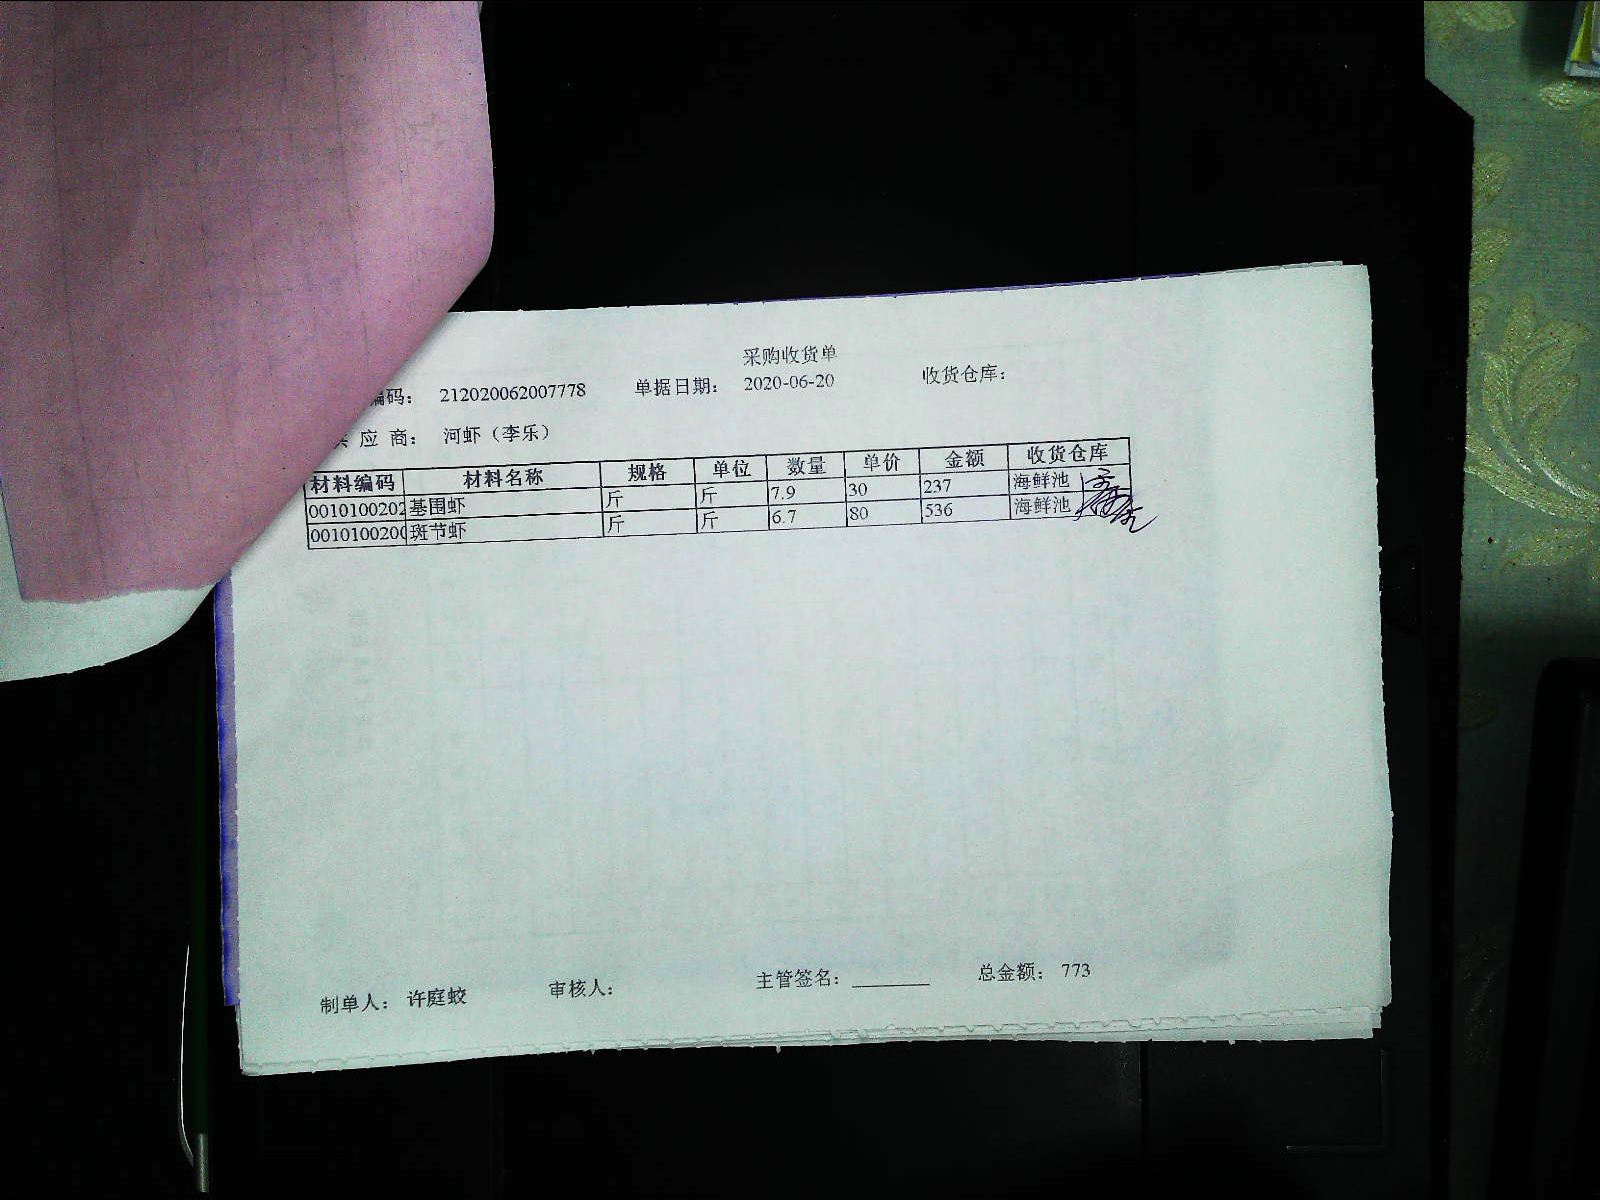 采购收货单
编码： 212020062007778 单据日期： 2020-06-20 收货仓库：
应 商： 河虾（李乐）
材料编码 材料名称 规格 单位 数量 单价 金额 收货仓库
0010100202 基围虾 斤 斤 7.9 30 237 海鲜池
001010020 斑节虾 斤 斤 6.7 80 536 海鲜池
制单人： 许庭蛟 审核人： 主管签名：________ 总金额： 773